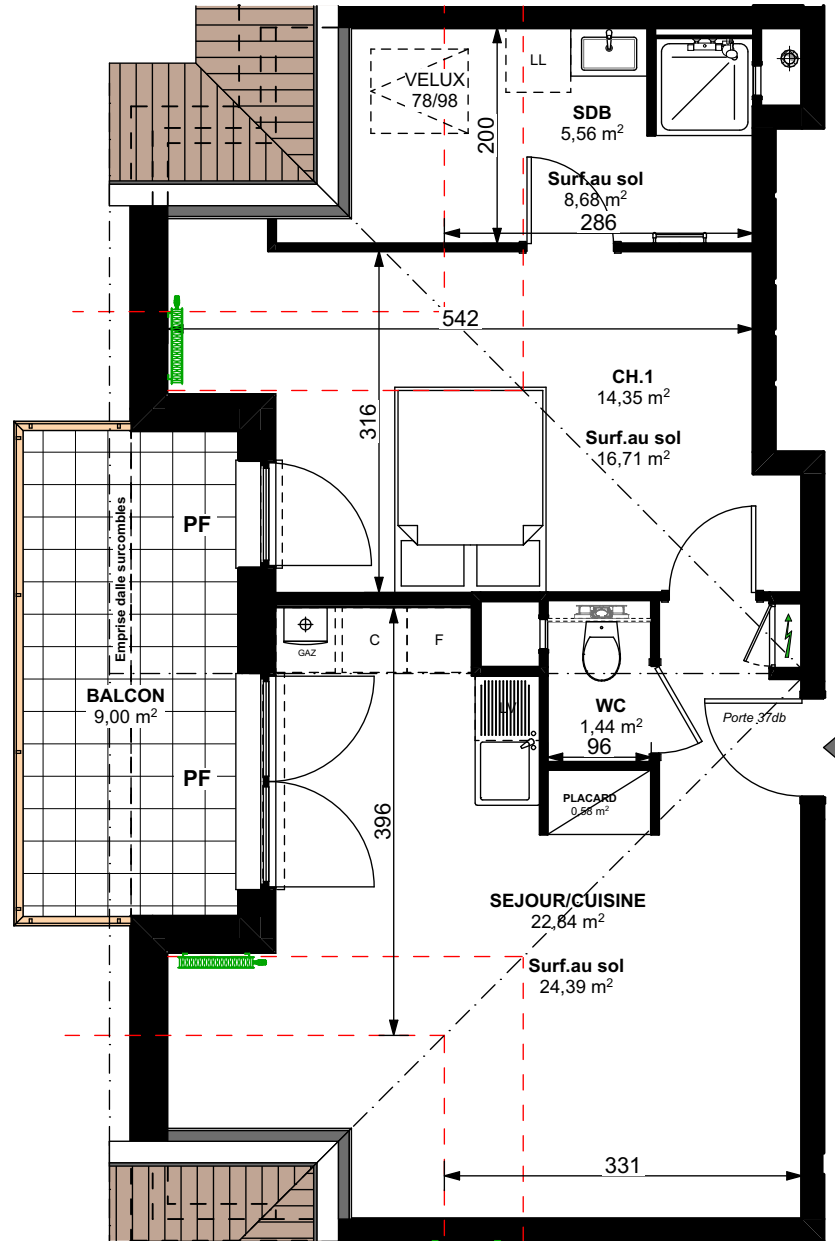 VELUX
78/98
LL
SDB
5,56 m²
200
Surf.au sol
8,68 m²
286
542
CH.1
14,35 m²
316
Surf.au sol
16,71 m²
PF
Emprise dalle surcombles
GAZ
C
F
BALCON
9,00 m²
LV
WC
1,44 m²
96
Porte 37db
PF
PLACARD
0.58 m²
396
SEJOUR/CUISINE
22,84 m²
Surf.au sol
24,39 m²
331